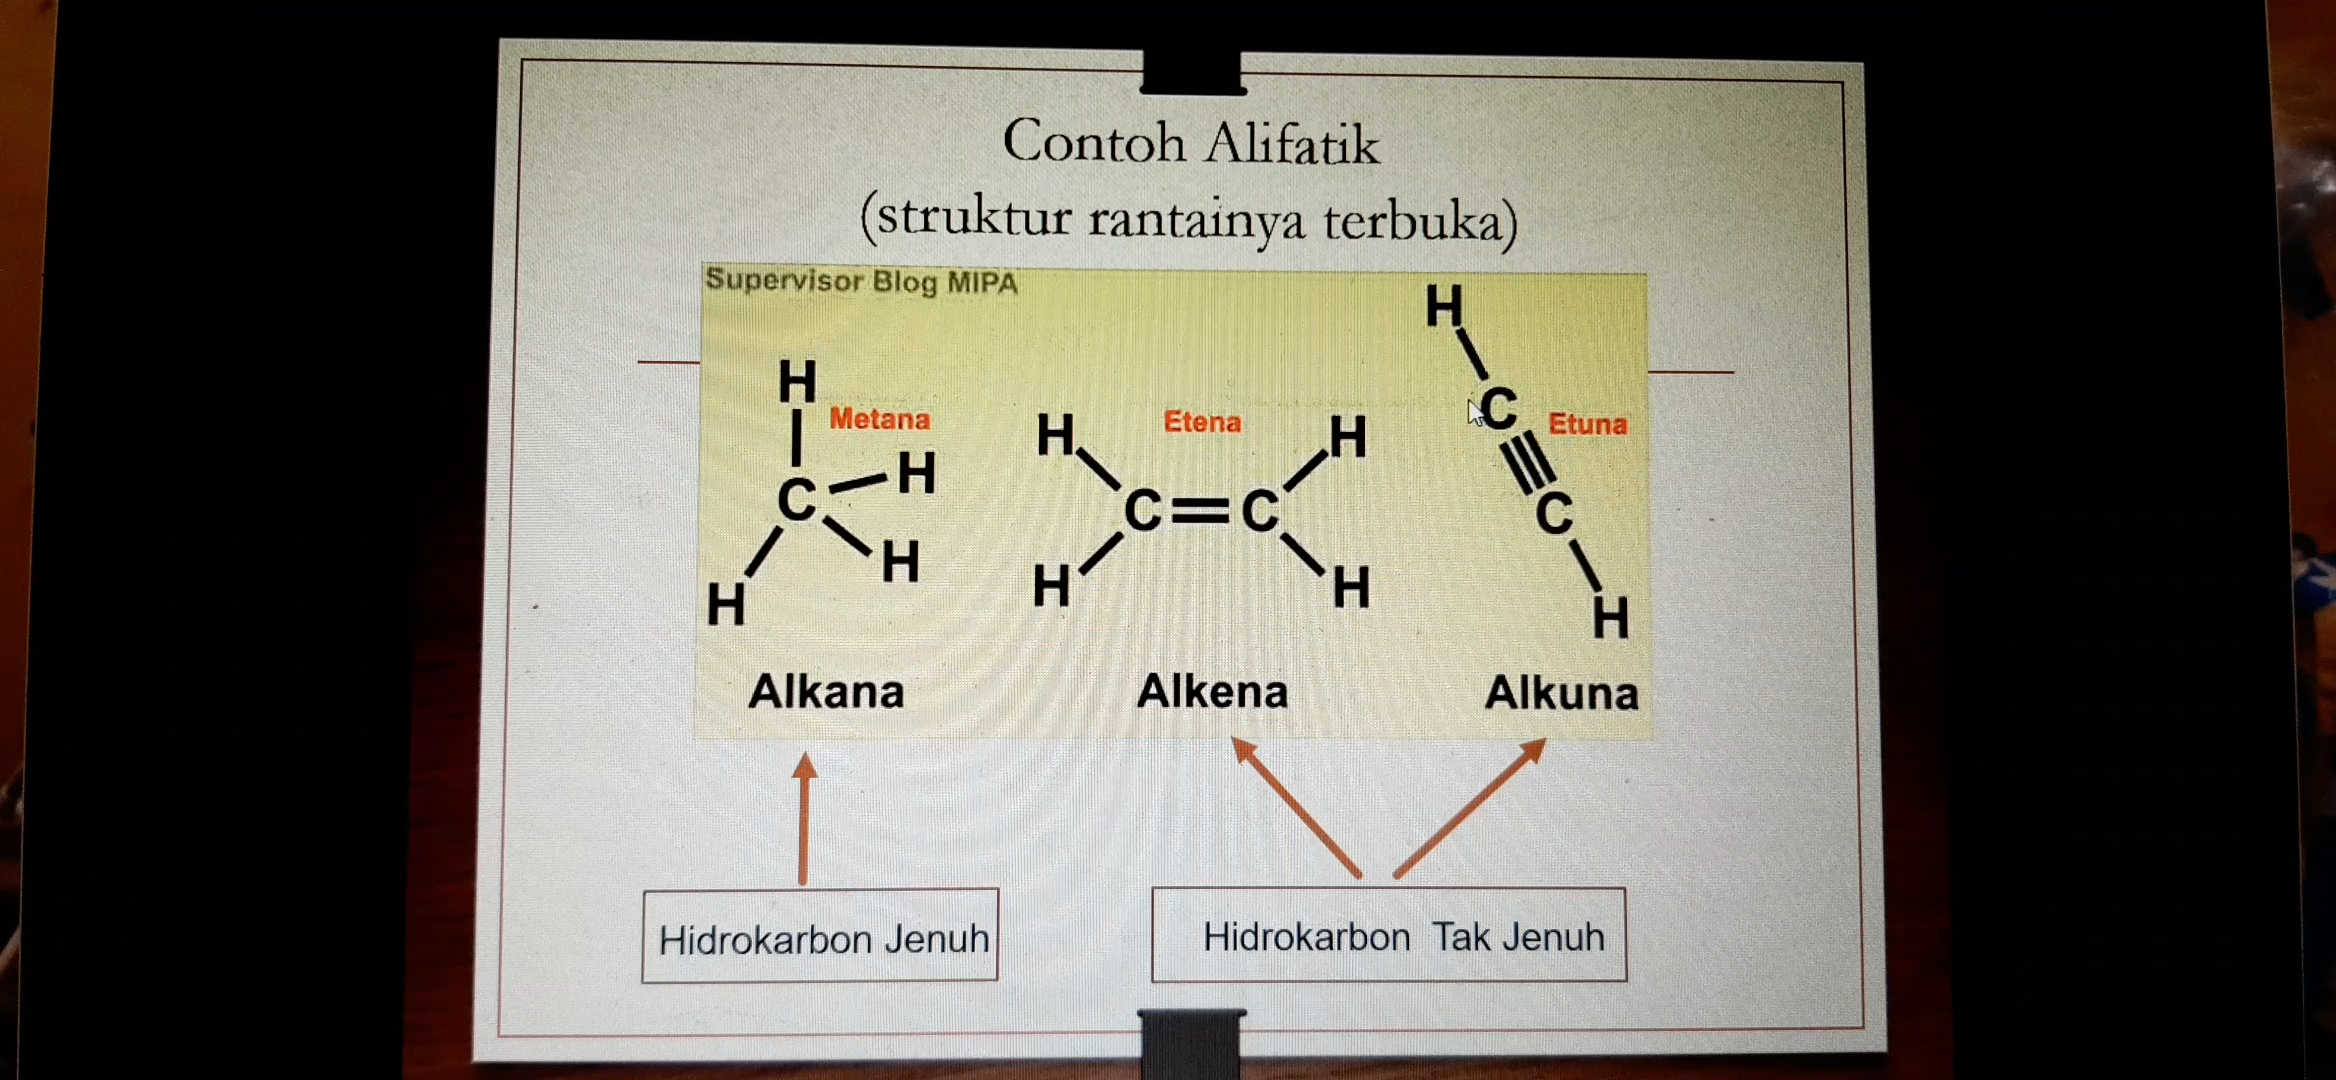 Contoh Alifatik
(struktur rantainya terbuka)
Supervisor Blog MIPA
H
H Metana
C H
H
H
Alkana
H Etena H
C=C
H H
Alkena
H
C Etuna
≡
C
H
Alkuna
Hidrokarbon Jenuh
Hidrokarbon Tak Jenuh